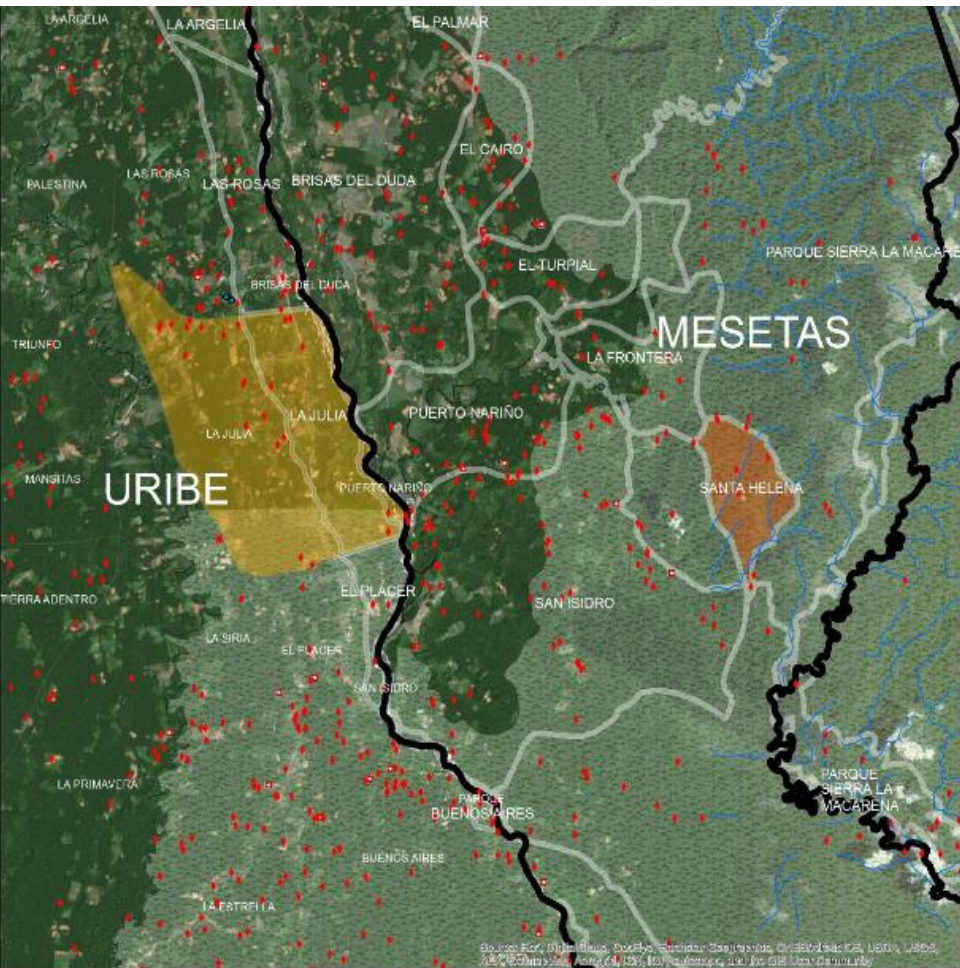 LA ARGELIA
LA ARGELIA
EL PALMAR
EL CAIRO
PALESTINA
LAS ROSAS
LAS ROSAS
BRISAS DEL DUDA
EL TURPIAL
PARQUE SIERRA LA MACARE
BRISAS DEL DUDA
TRIUNFO
MESETAS
LA FRONTERA
LA JULIA
PUERTO NARIÑO
LA JULIA
MANSITAS
URIBE
PUERTO NARIÑO
SANTA HELENA
EL PLACER
TIERRA ADENTRO
SAN ISIDRO
LA SIRIA
EL PLACER
SAN ISIDRO
LA PRIMAVERA
PARQUE
SIERRA LA
MACARENA
PARQUE
BUENOS AIRES
BUENOS AIRES
LA ESTRELLA